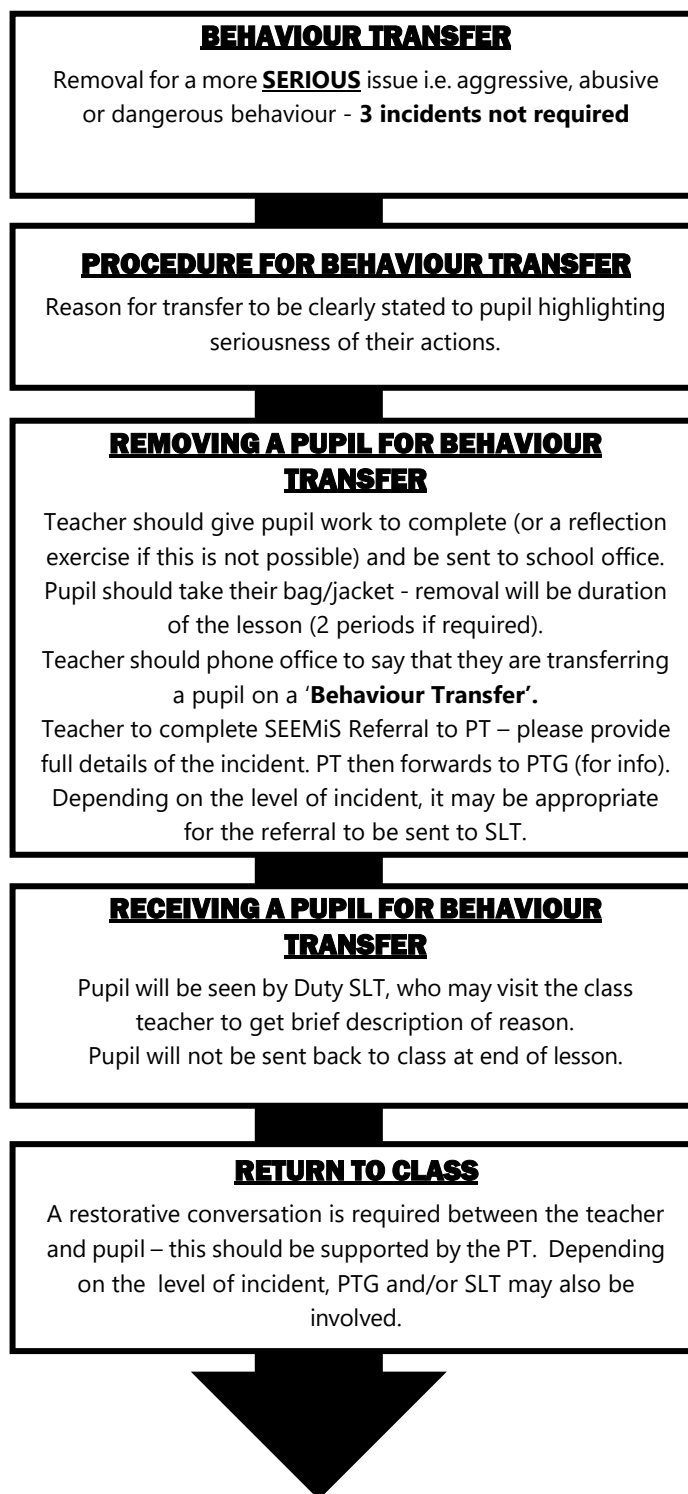 BEHAVIOUR TRANSFER
Removal for a more SERIOUS issue i.e. aggressive, abusive
or dangerous behaviour - 3 incidents not required
PROCEDURE FOR BEHAVIOUR TRANSFER
Reason for transfer to be clearly stated to pupil highlighting
seriousness of their actions.
REMOVING A PUPIL FOR BEHAVIOUR
TRANSFER
Teacher should give pupil work to complete (or a reflection
exercise if this is not possible) and be sent to school office.
Pupil should take their bag/jacket - removal will be duration
of the lesson (2 periods if required).
Teacher should phone office to say that they are transferring
a pupil on a ‘Behaviour Transfer’.
Teacher to complete SEEMiS Referral to PT – please provide
full details of the incident. PT then forwards to PTG (for info).
Depending on the level of incident, it may be appropriate
for the referral to be sent to SLT.
RECEIVING A PUPIL FOR BEHAVIOUR
TRANSFER
Pupil will be seen by Duty SLT, who may visit the class
teacher to get brief description of reason.
Pupil will not be sent back to class at end of lesson.
RETURN TO CLASS
A restorative conversation is required between the teacher
and pupil – this should be supported by the PT. Depending
on the level of incident, PTG and/or SLT may also be
involved.